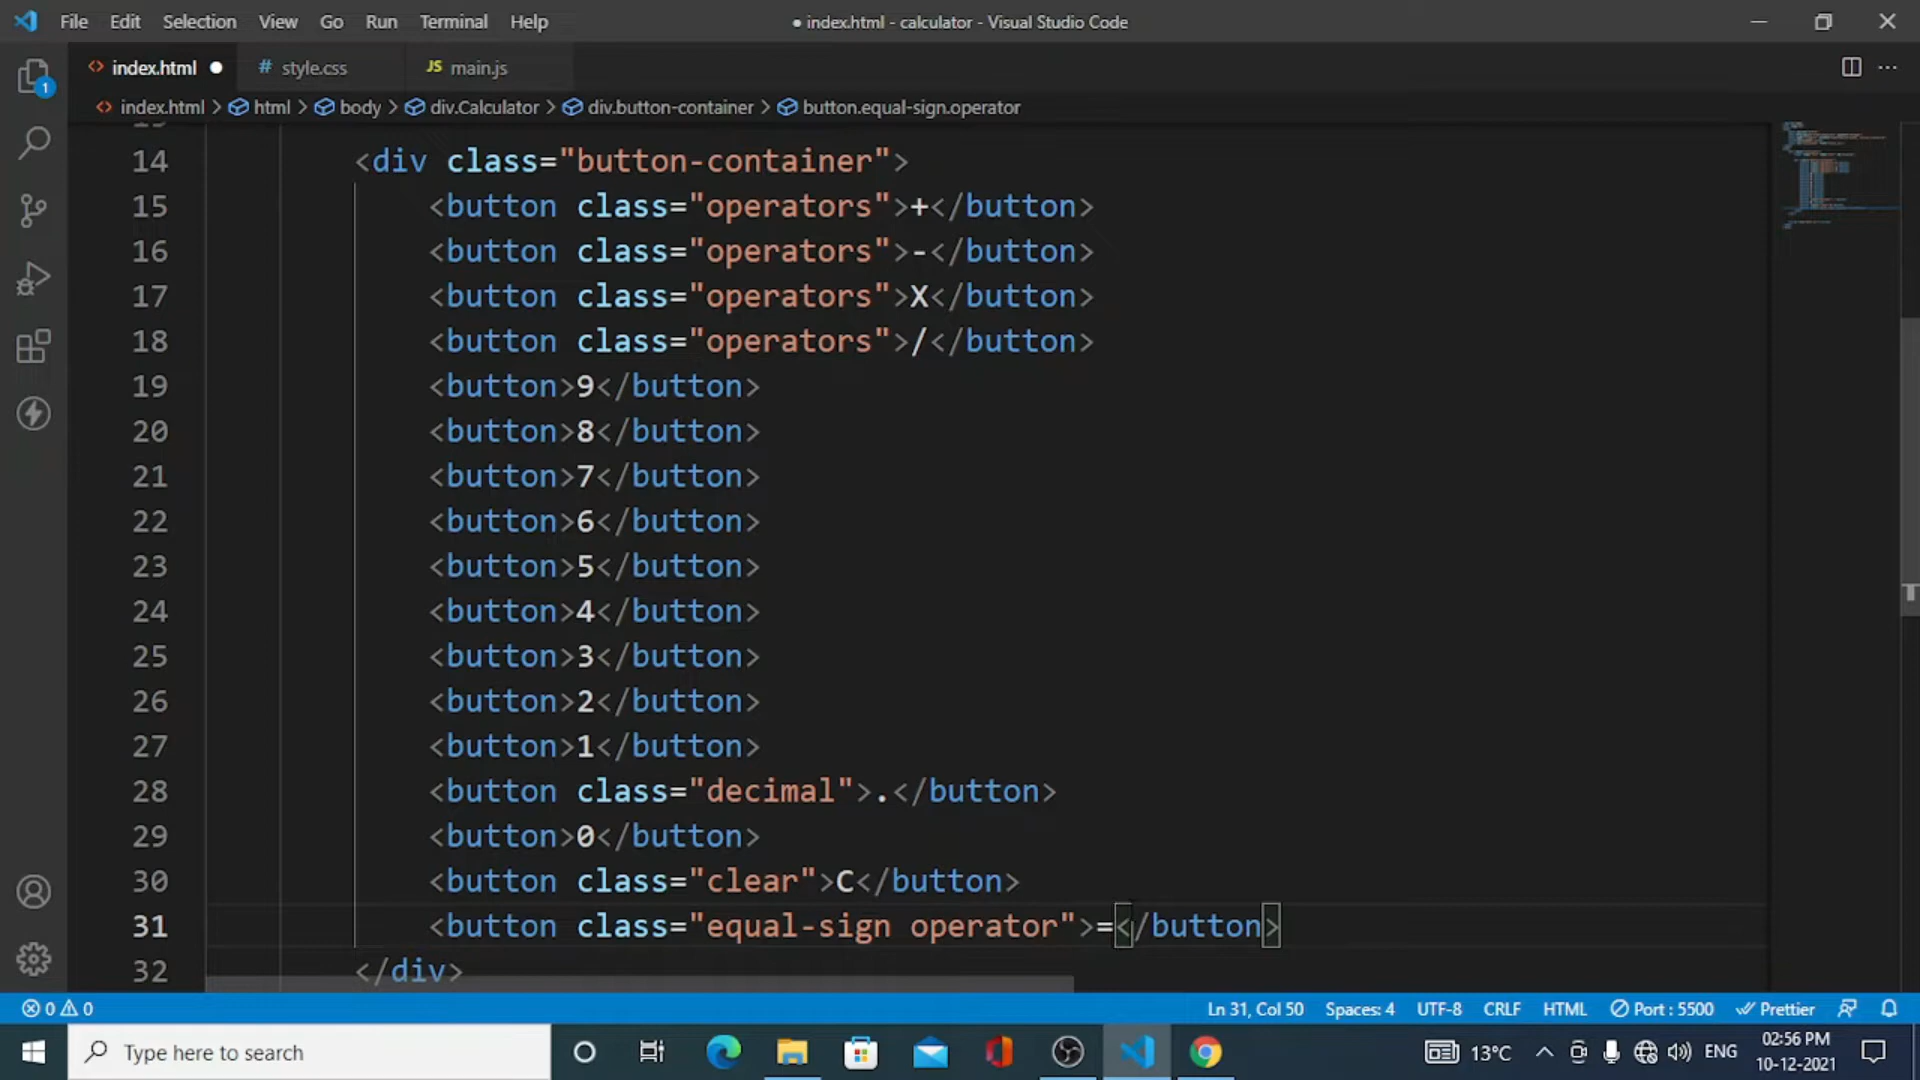 File Edit Selection View Go Run Terminal Help
● index.html - calculator - Visual Studio Code
index.html ● # style.css JS main.js
1
index.html > html > body > div.Calculator > div.button-container > button.equal-sign.operator
14 <div class="button-container">
15 <button class="operators">+</button>
16 <button class="operators">-</button>
17 <button class="operators">X</button>
18 <button class="operators">/</button>
19 <button>9</button>
20 <button>8</button>
21 <button>7</button>
22 <button>6</button>
23 <button>5</button>
24 <button>4</button>
25 <button>3</button>
26 <button>2</button>
27 <button>1</button>
28 <button class="decimal">.</button>
29 <button>0</button>
30 <button class="clear">C</button>
31 <button class="equal-sign operator">=</button>
32 </div>
0 0 Ln 31, Col 50 Spaces: 4 UTF-8 CRLF HTML Port : 5500 Prettier
Type here to search 13°C ENG 02:56 PM
10-12-2021